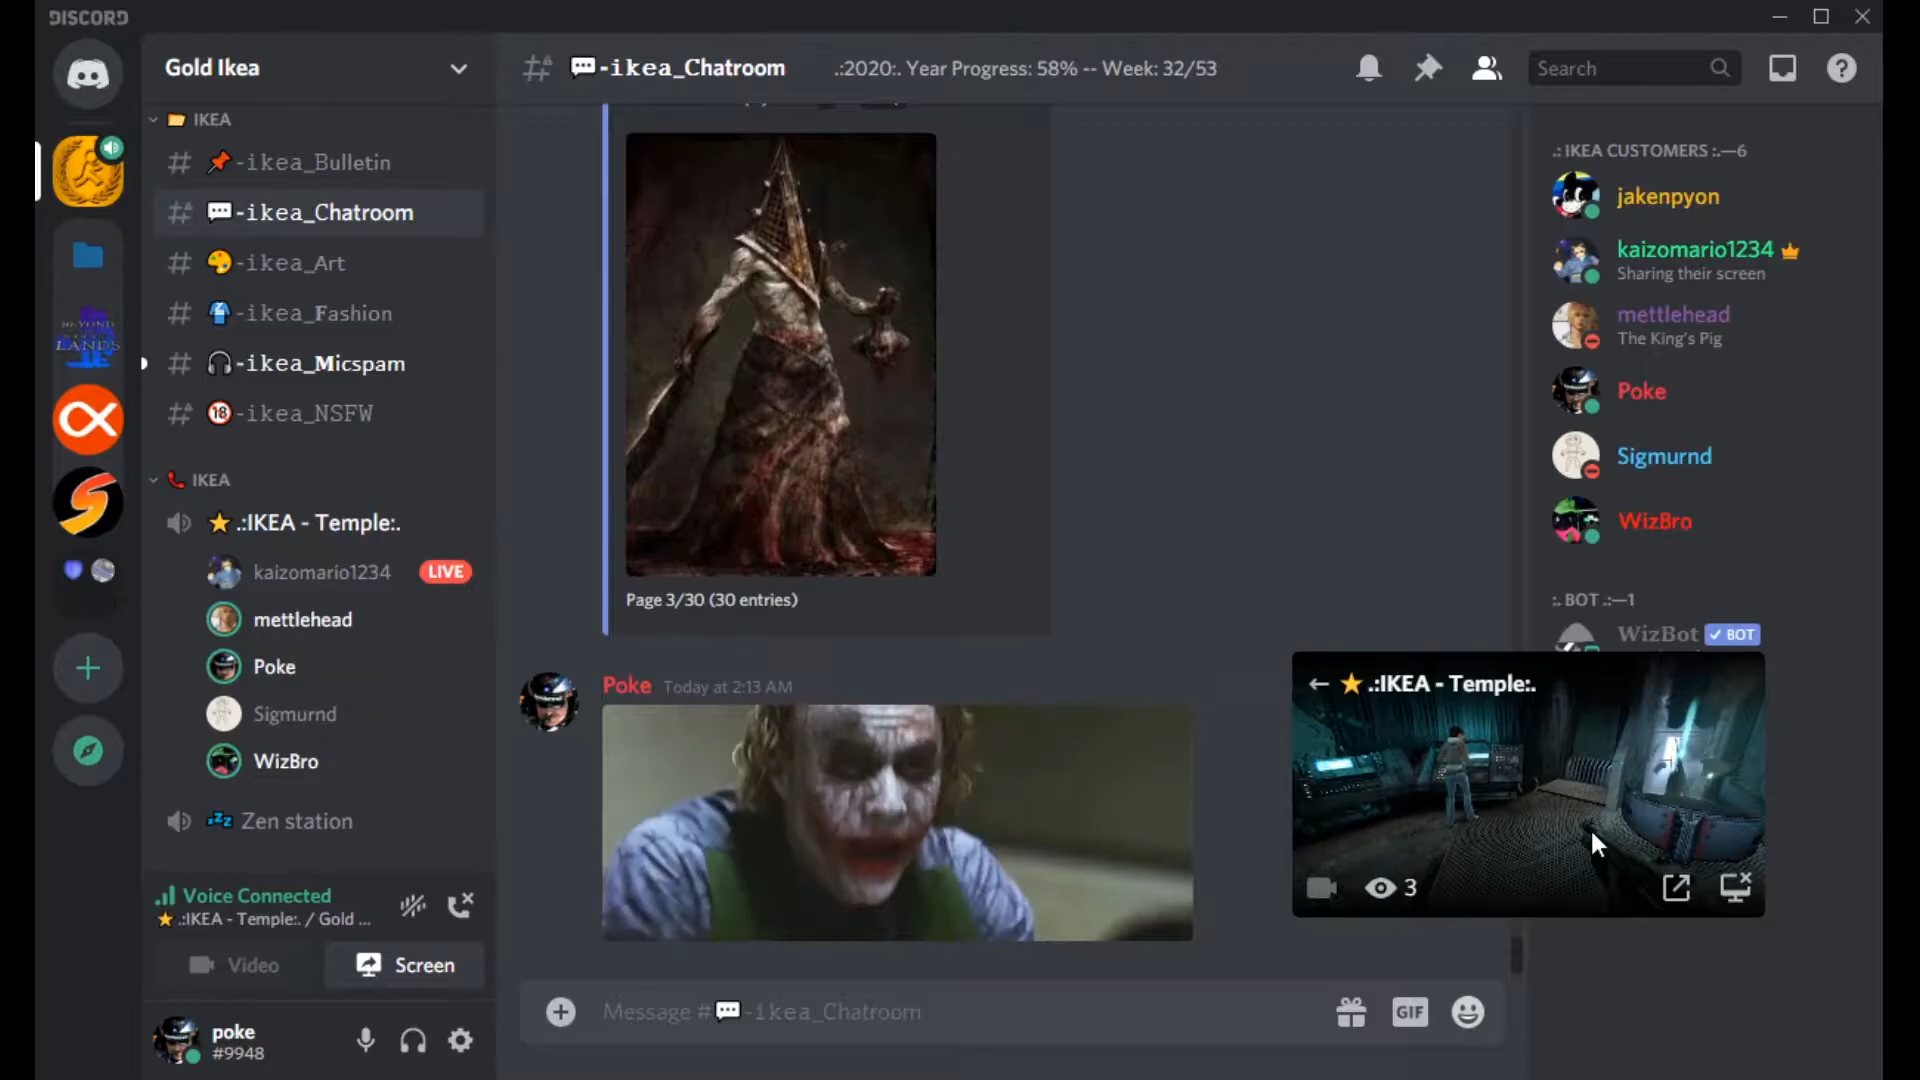 DISCORD
Gold Ikea
IKEA
-ikea_Bulletin
-ikea_Chatroom
-ikea_Art
-ikea_Fashion
-ikea_Micspam
-ikea_NSFW
IKEA
.:IKEA - Temple:.
kaizomario1234 LIVE
mettlehead
Poke
Sigmurnd
WizBro
Zen station
Voice Connected
.:IKEA - Temple:. / Gold ...
Video Screen
poke
#9948
BEYOND
LANDS
18
-ikea_Chatroom .:2020:. Year Progress: 58% -- Week: 32/53
Search
Page 3/30 (30 entries)
Poke Today at 2:13 AM
Message # -ikea_Chatroom
GIF
.: IKEA CUSTOMERS :.—6
jakenpyon
kaizomario1234
Sharing their screen
mettlehead
The King's Pig
Poke
Sigmurnd
WizBro
:. BOT .:—1
WizBot ✓ BOT
.:IKEA - Temple:.
3